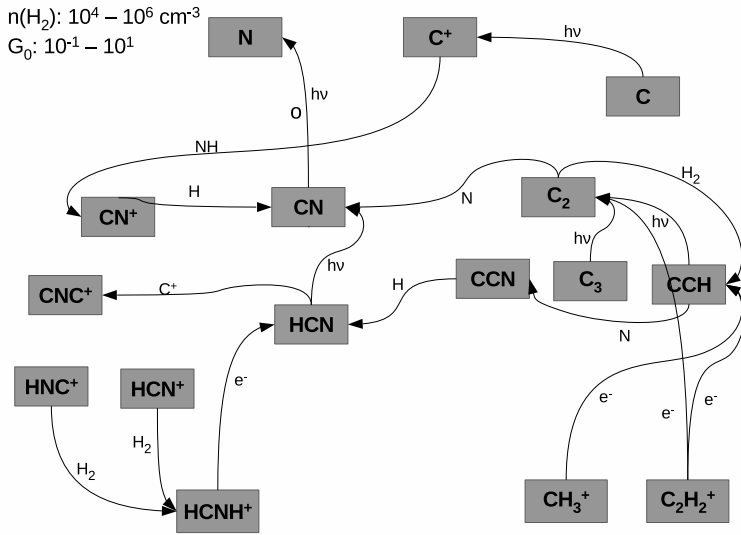 n(H₂): 10⁴ – 10⁶ cm⁻³
G₀: 10⁻¹ – 10¹
N
C⁺
hν
C
hν
O
NH
H₂
H
CN⁺
CN
N
C₂
hν
hν
hν
C₃
CCH
CCN
H
CNC⁺
C⁺
HCN
N
HNC⁺
HCN⁺
e⁻
e⁻
e⁻
e⁻
H₂
H₂
HCNH⁺
CH₃⁺
C₂H₂⁺